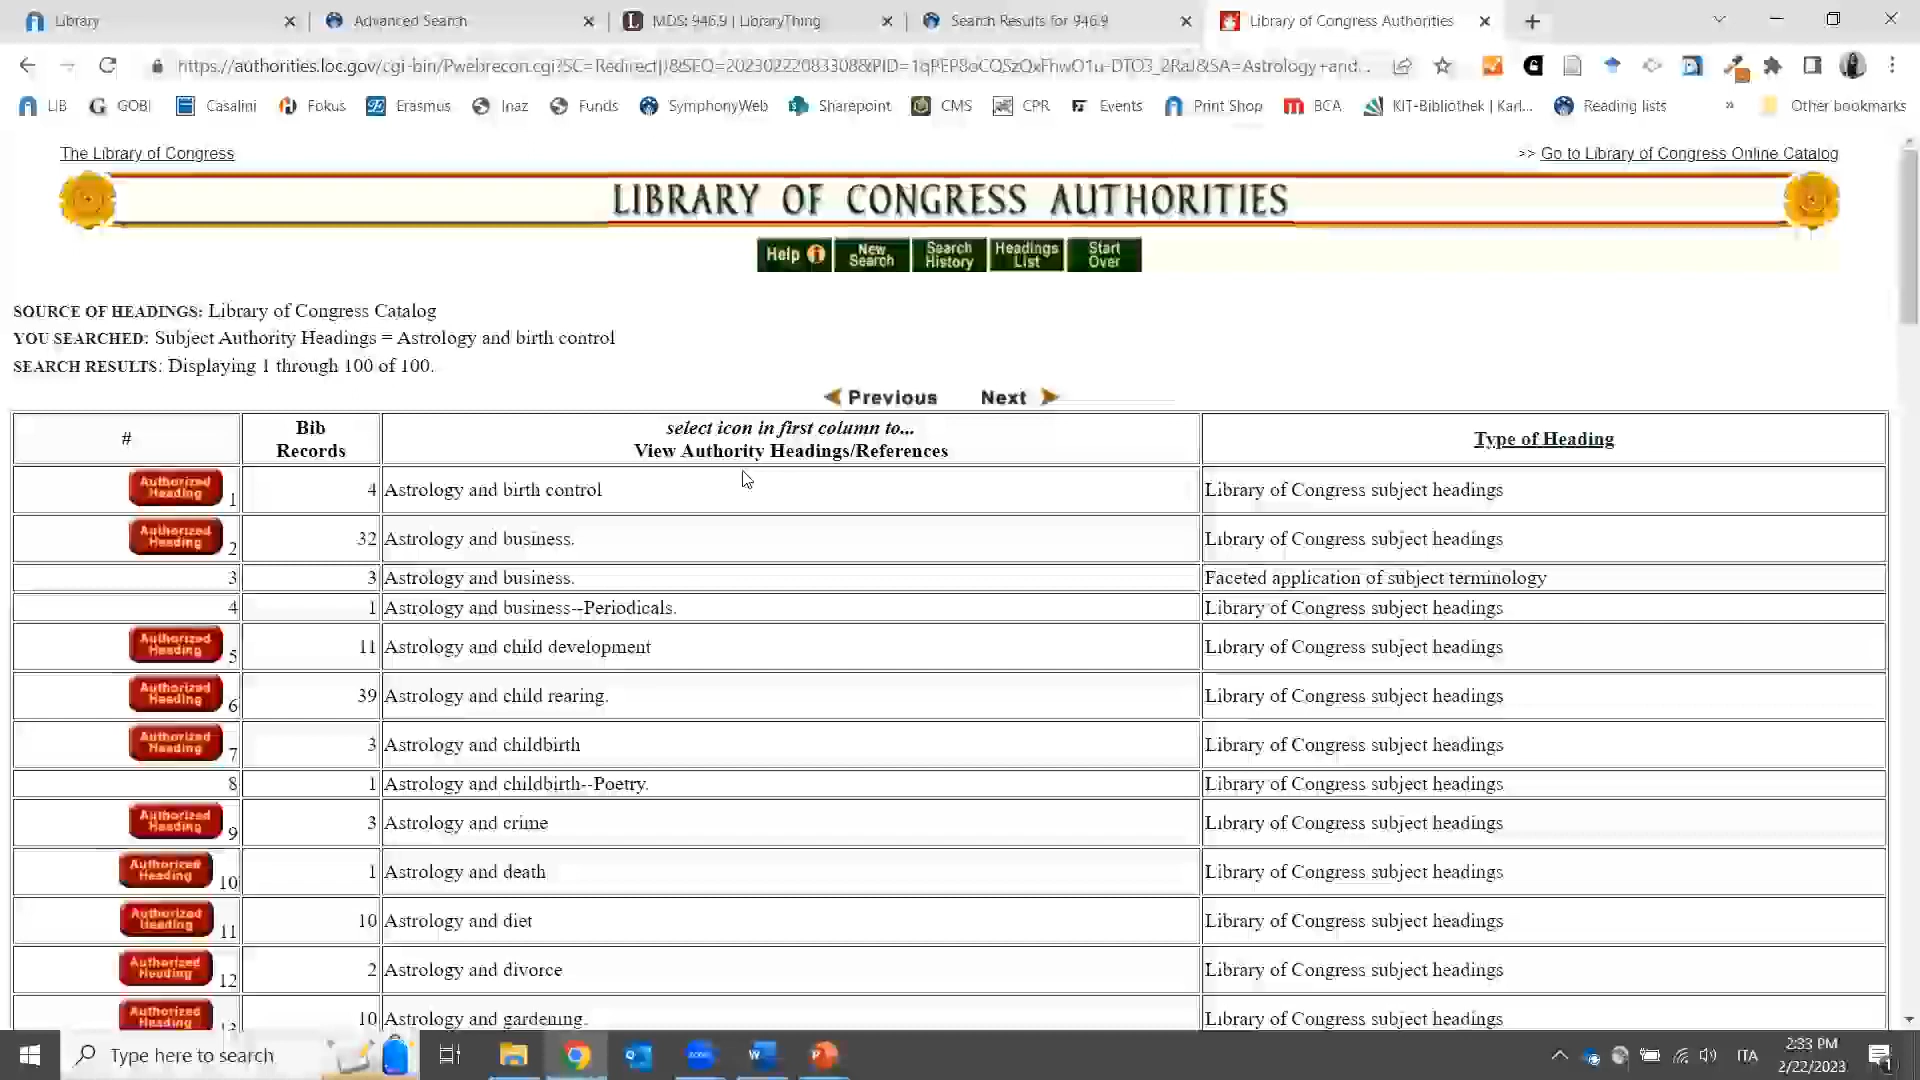 Library
Advanced Search
MDS: 946.9 | LibraryThing
Search Results for 946.9
Library of Congress Authorities
https://authorities.loc.gov/cgi-bin/Pwebrecon.cgi?SC=Redirect
LIB
GOBI
Casalini
Fokus
Erasmus
Inaz
Funds
SymphonyWeb
Sharepoint
CMS
CPR
Events
Print Shop
BCA
KIT-Bibliothek | Karl...
Reading lists
»
Other bookmarks
The Library of Congress
>> Go to Library of Congress Online Catalog
LIBRARY OF CONGRESS AUTHORITIES
Help
New Search
Search History
Headings List
Start Over
SOURCE OF HEADINGS: Library of Congress Catalog
YOU SEARCHED: Subject Authority Headings = Astrology and birth control
SEARCH RESULTS: Displaying 1 through 100 of 100.
Previous Next
# Bib Records select icon in first column to... View Authority Headings/References Type of Heading
Authorized Heading 1 4 Astrology and birth control Library of Congress subject headings
Authorized Heading 2 32 Astrology and business. Library of Congress subject headings
3 3 Astrology and business. Faceted application of subject terminology
4 1 Astrology and business--Periodicals. Library of Congress subject headings
Authorized Heading 5 11 Astrology and child development Library of Congress subject headings
Authorized Heading 6 39 Astrology and child rearing. Library of Congress subject headings
Authorized Heading 7 3 Astrology and childbirth Library of Congress subject headings
8 1 Astrology and childbirth--Poetry. Library of Congress subject headings
Authorized Heading 9 3 Astrology and crime Library of Congress subject headings
Authorized Heading 10 1 Astrology and death Library of Congress subject headings
Authorized Heading 11 10 Astrology and diet Library of Congress subject headings
Authorized Heading 12 2 Astrology and divorce Library of Congress subject headings
Authorized Heading 13 10 Astrology and gardening. Library of Congress subject headings
Type here to search
ITA
2:33 PM
2/22/2023
1